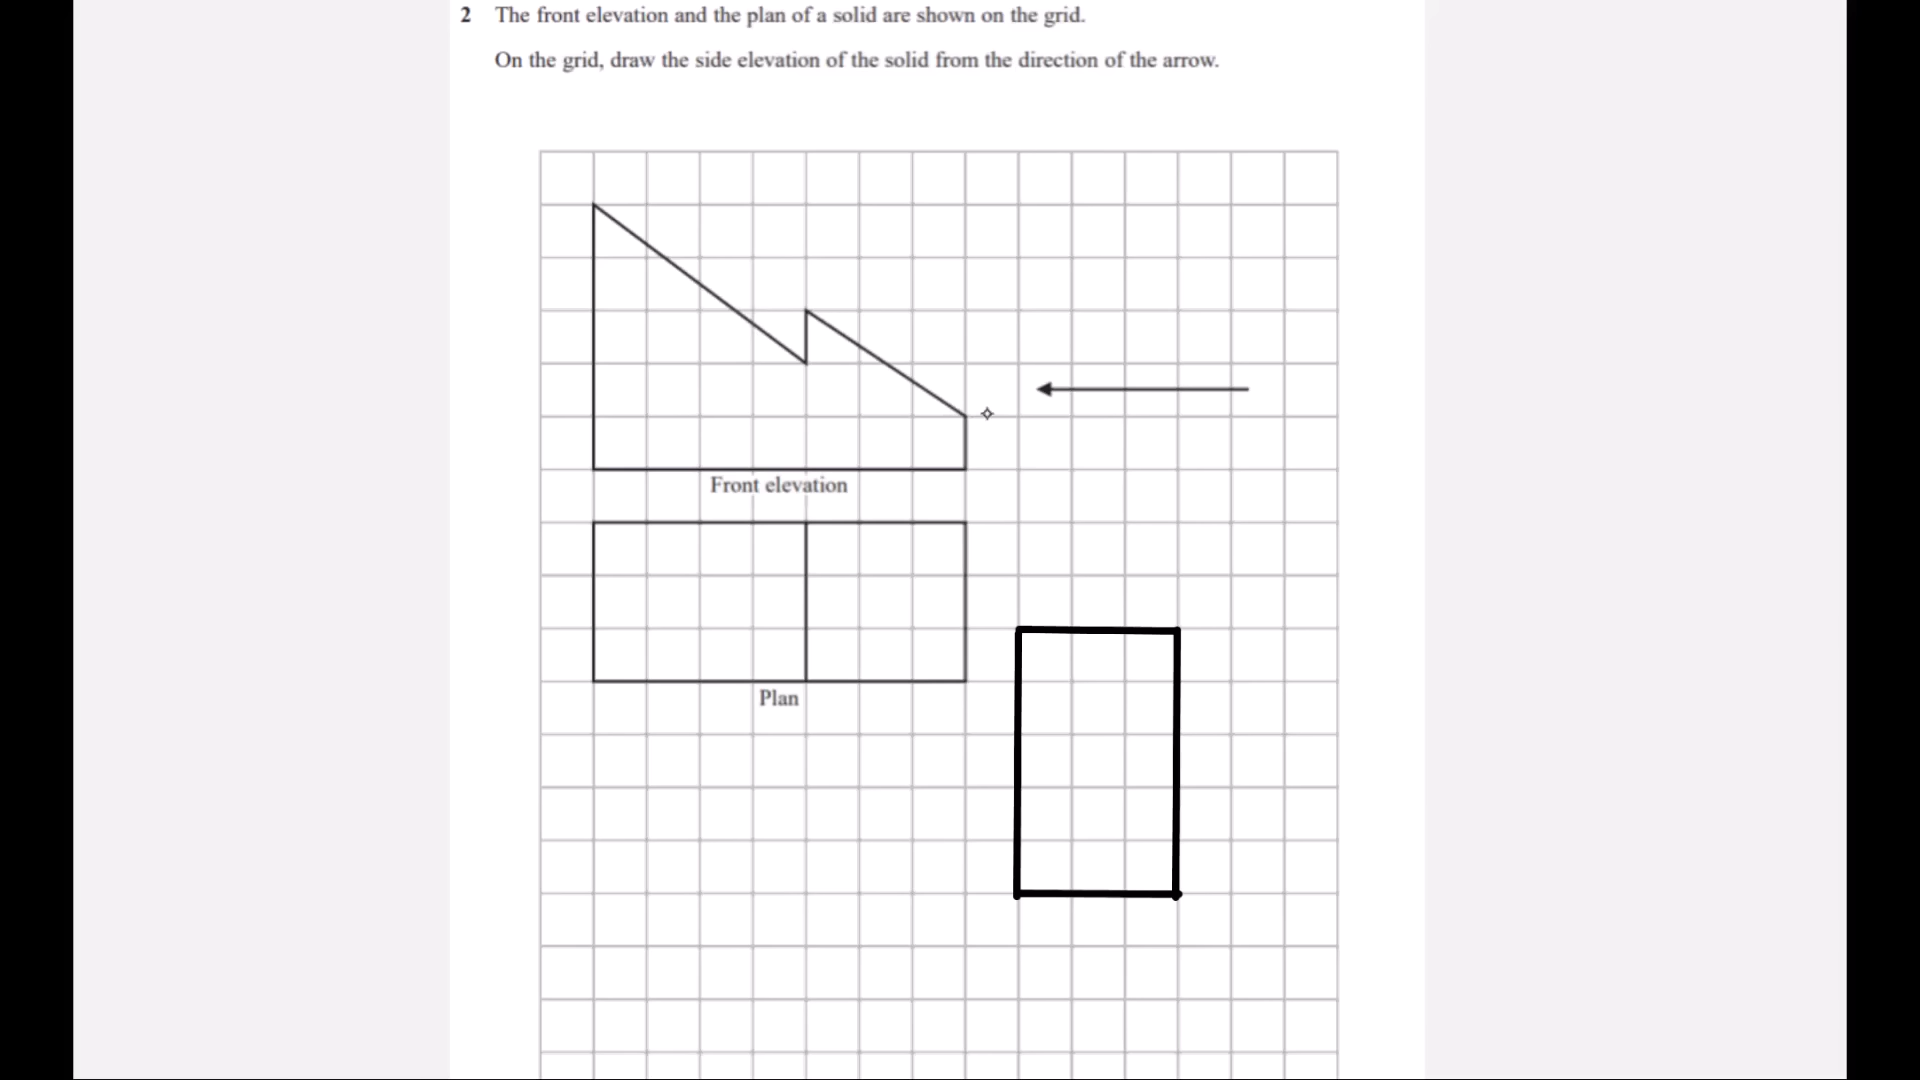 2 The front elevation and the plan of a solid are shown on the grid.
On the grid, draw the side elevation of the solid from the direction of the arrow.
Front elevation
Plan